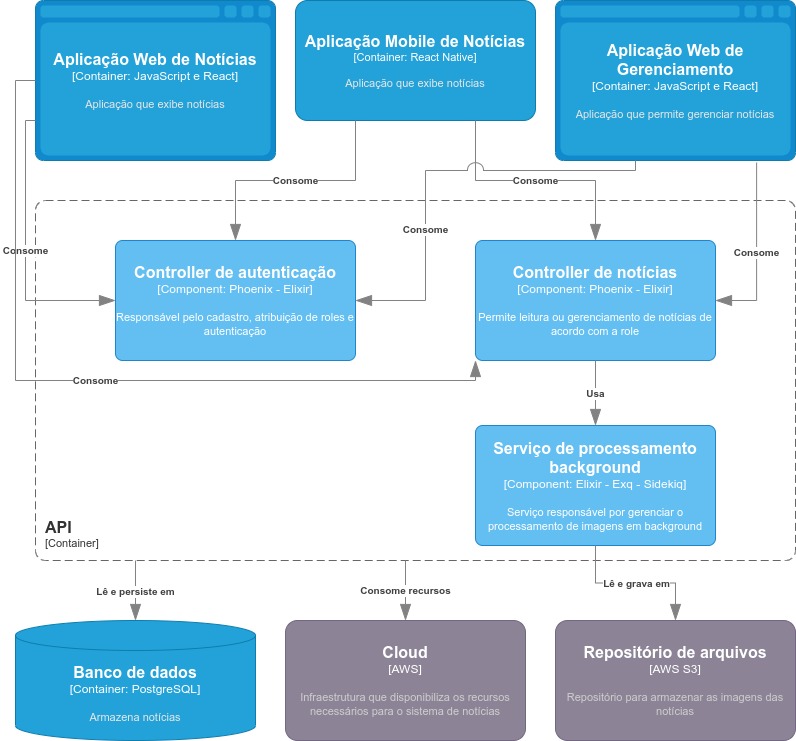 Aplicação Web de Notícias
[Container: JavaScript e React]
Aplicação que exibe notícias
Aplicação Mobile de Notícias
[Container: React Native]
Aplicação que exibe notícias
Aplicação Web de
Gerenciamento
[Container: JavaScript e React]
Aplicação que permite gerenciar notícias
Consome
Consome
Consome
Consome
Consome
Controller de autenticação
[Component: Phoenix - Elixir]
Responsável pelo cadastro, atribuição de roles e
autenticação
Controller de notícias
[Component: Phoenix - Elixir]
Permite leitura ou gerenciamento de notícias de
acordo com a role
Consome
Usa
Serviço de processamento
background
[Component: Elixir - Exq - Sidekiq]
Serviço responsável por gerenciar o
processamento de imagens em background
API
[Container]
Lê e persiste em
Consome recursos
Lê e grava em
Banco de dados
[Container: PostgreSQL]
Armazena notícias
Cloud
[AWS]
Infraestrutura que disponibiliza os recursos
necessários para o sistema de notícias
Repositório de arquivos
[AWS S3]
Repositório para armazenar as imagens das
notícias